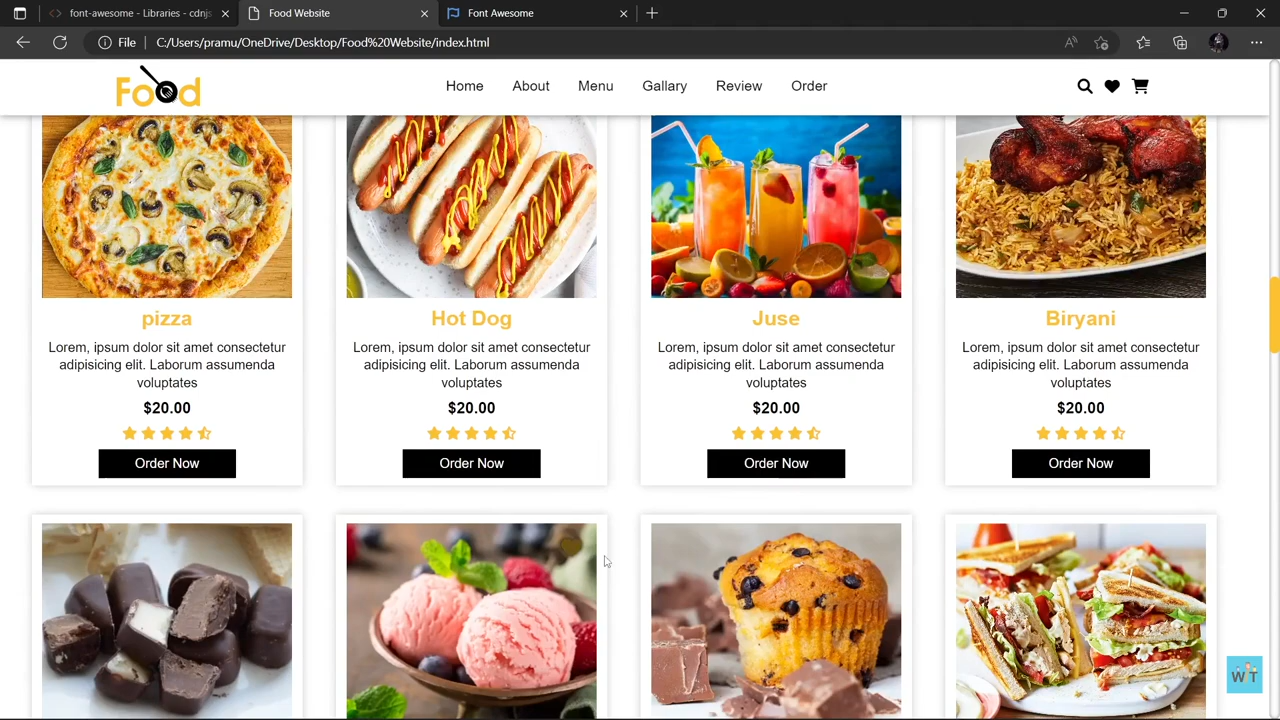 font-awesome - Libraries - cdnjs
Food Website
Font Awesome
File
C:/Users/pramu/OneDrive/Desktop/Food%20Website/index.html
Food
Home
About
Menu
Gallary
Review
Order
pizza
Lorem, ipsum dolor sit amet consectetur
adipisicing elit. Laborum assumenda
voluptates
$20.00
Order Now
Hot Dog
Lorem, ipsum dolor sit amet consectetur
adipisicing elit. Laborum assumenda
voluptates
$20.00
Order Now
Juse
Lorem, ipsum dolor sit amet consectetur
adipisicing elit. Laborum assumenda
voluptates
$20.00
Order Now
Biryani
Lorem, ipsum dolor sit amet consectetur
adipisicing elit. Laborum assumenda
voluptates
$20.00
Order Now
WT